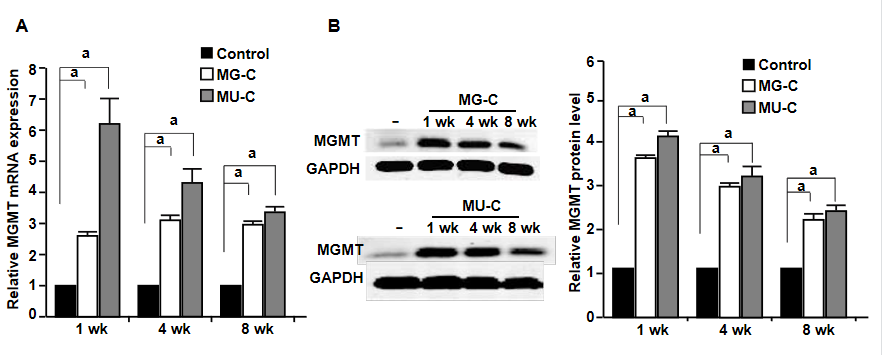 A
Relative MGMT mRNA expression
8
7
6
5
4
3
2
1
0
a
a
a
a
a
a
Control
MG-C
MU-C
1 wk
4 wk
8 wk
B
MG-C
– 1 wk 4 wk 8 wk
MGMT
GAPDH
MU-C
– 1 wk 4 wk 8 wk
MGMT
GAPDH
Relative MGMT protein level
6
5
4
3
2
1
0
a
a
a
a
a
a
Control
MG-C
MU-C
1 wk
4 wk
8 wk